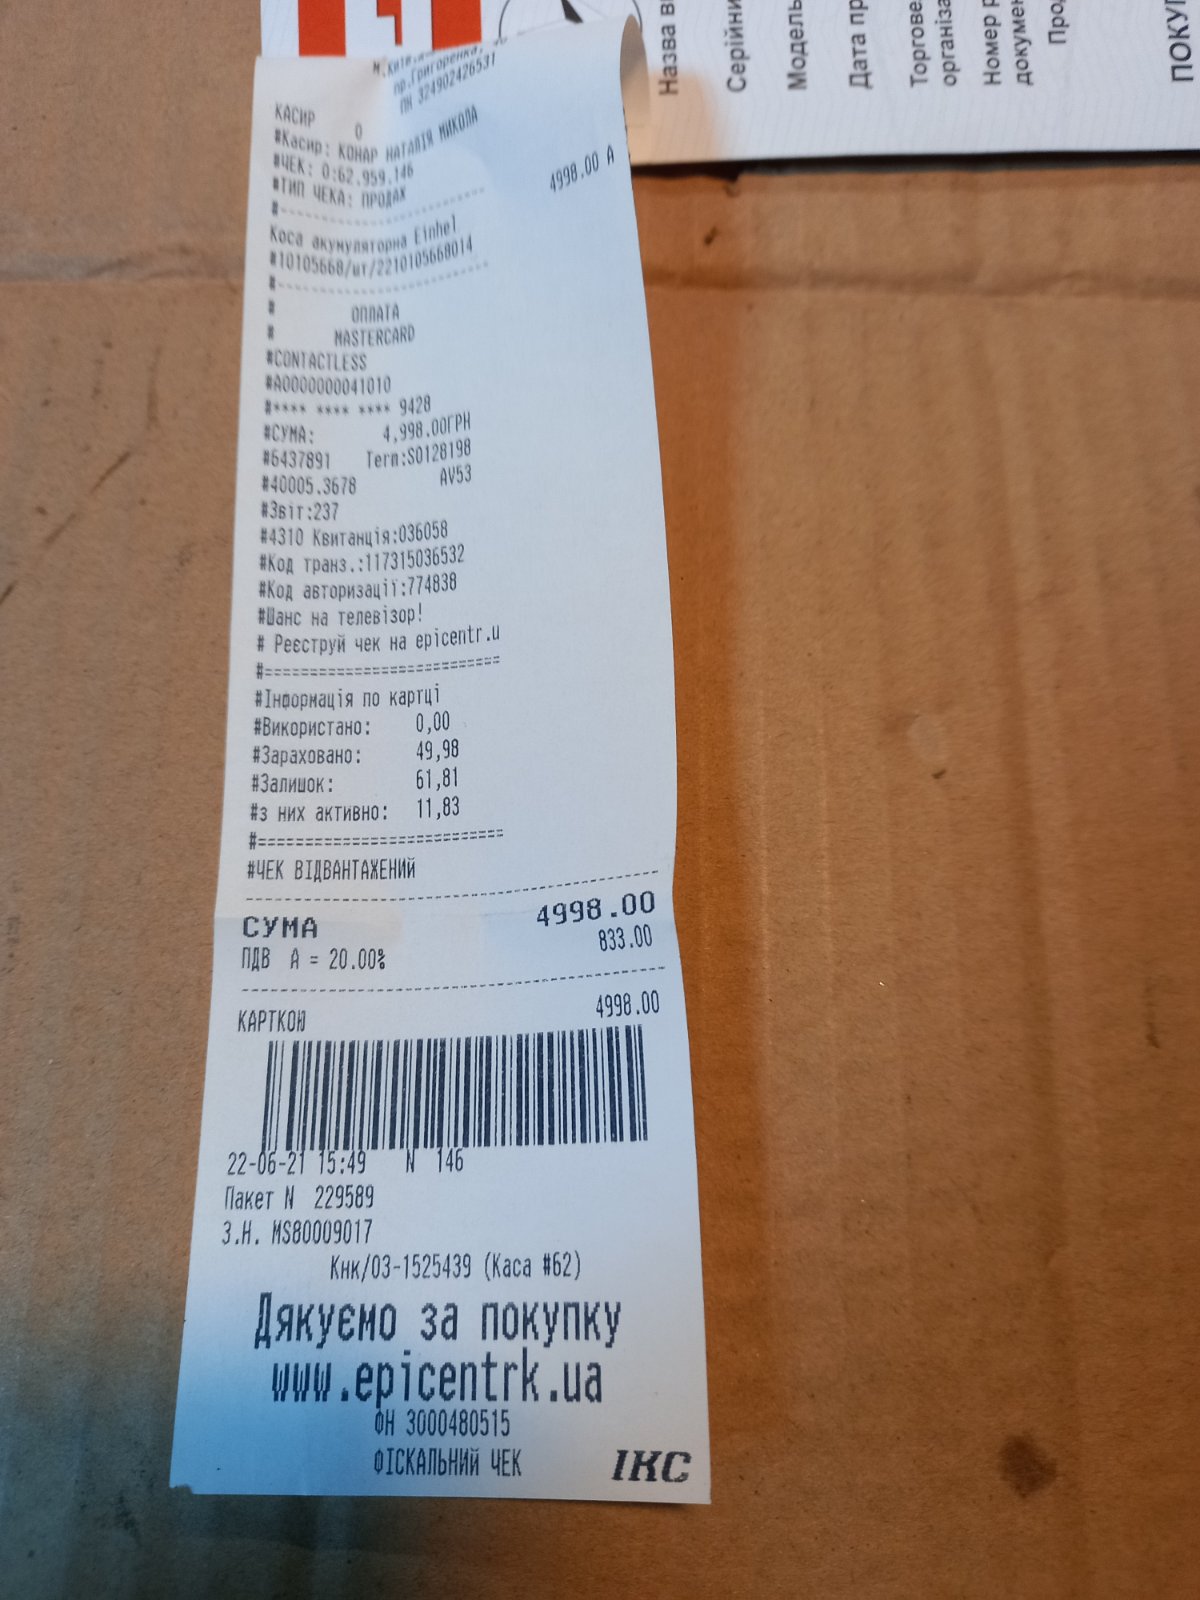 Назва в
Серійни
Модель
Дата пр
Торгове
організа
Номер р
докумен
Про
ПОКУП
пр.Григоренка,
ПН 324902426531
КАСИР 0
#Касир: КОНАР НАТАЛІЯ МИКОЛА
#ЧЕК: 0:62.959.146
#ТИП ЧЕКА: ПРОДАЖ
#--------------------------
4998.00 А
Коса акумуляторна Einhel
#10105668/шт/2210105668014
#--------------------------
# ОПЛАТА
# MASTERCARD
#CONTACTLESS
#A0000000041010
#**** **** **** 9428
#СУМА: 4,998.00ГРН
#6437891 Term:S0128198
#40005.3678 AV53
#Звіт:237
#4310 Квитанція:036058
#Код транз.:117315036532
#Код авторизації:774838
#Шанс на телевізор!
# Реєструй чек на epicentr.u
#==========================
#Інформація по картці
#Використано: 0,00
#Зараховано: 49,98
#Залишок: 61,81
#з них активно: 11,83
#==========================
#ЧЕК ВІДВАНТАЖЕНИЙ
СУМА 4998.00
ПДВ А = 20.00% 833.00
КАРТКОЮ 4998.00
22-06-21 15:49 N 146
Пакет N 229589
З.Н. MS80009017
Кнк/03-1525439 (Каса #62)
Дякуємо за покупку
www.epicentrk.ua
ФН 3000480515
ФІСКАЛЬНИЙ ЧЕК ІКС